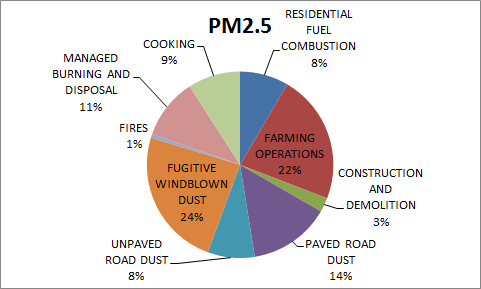 PM2.5
RESIDENTIAL
FUEL
COMBUSTION
8%
FARMING
OPERATIONS
22%
CONSTRUCTION
AND
DEMOLITION
3%
PAVED ROAD
DUST
14%
UNPAVED
ROAD DUST
8%
FUGITIVE
WINDBLOWN
DUST
24%
FIRES
1%
MANAGED
BURNING AND
DISPOSAL
11%
COOKING
9%